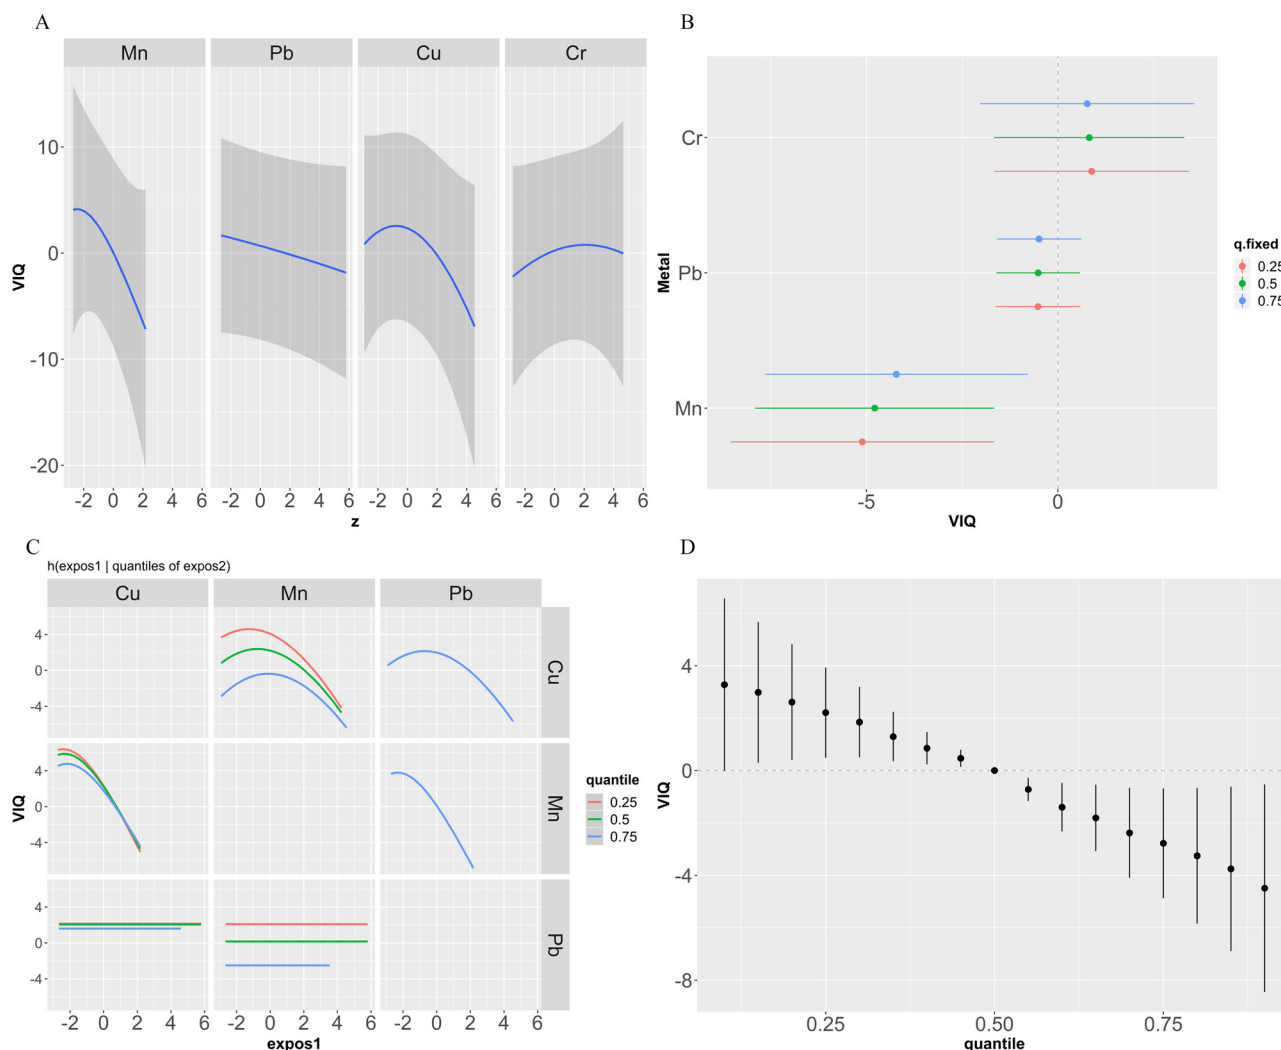 A
Mn Pb Cu Cr
10
0
-10
-20
VIQ
-2 0 2 4 6 -2 0 2 4 6 -2 0 2 4 6 -2 0 2 4 6
z
B
Cr
Pb
Mn
Metal
-5 0
VIQ
q.fixed
0.25
0.5
0.75
C
h(expos1 | quantiles of expos2)
Cu Mn Pb
4
0
-4
Cu
4
0
-4
Mn
4
0
-4
Pb
VIQ
-2 0 2 4 6 -2 0 2 4 6 -2 0 2 4 6
expos1
quantile
0.25
0.5
0.75
D
4
0
-4
-8
VIQ
0.25 0.50 0.75
quantile